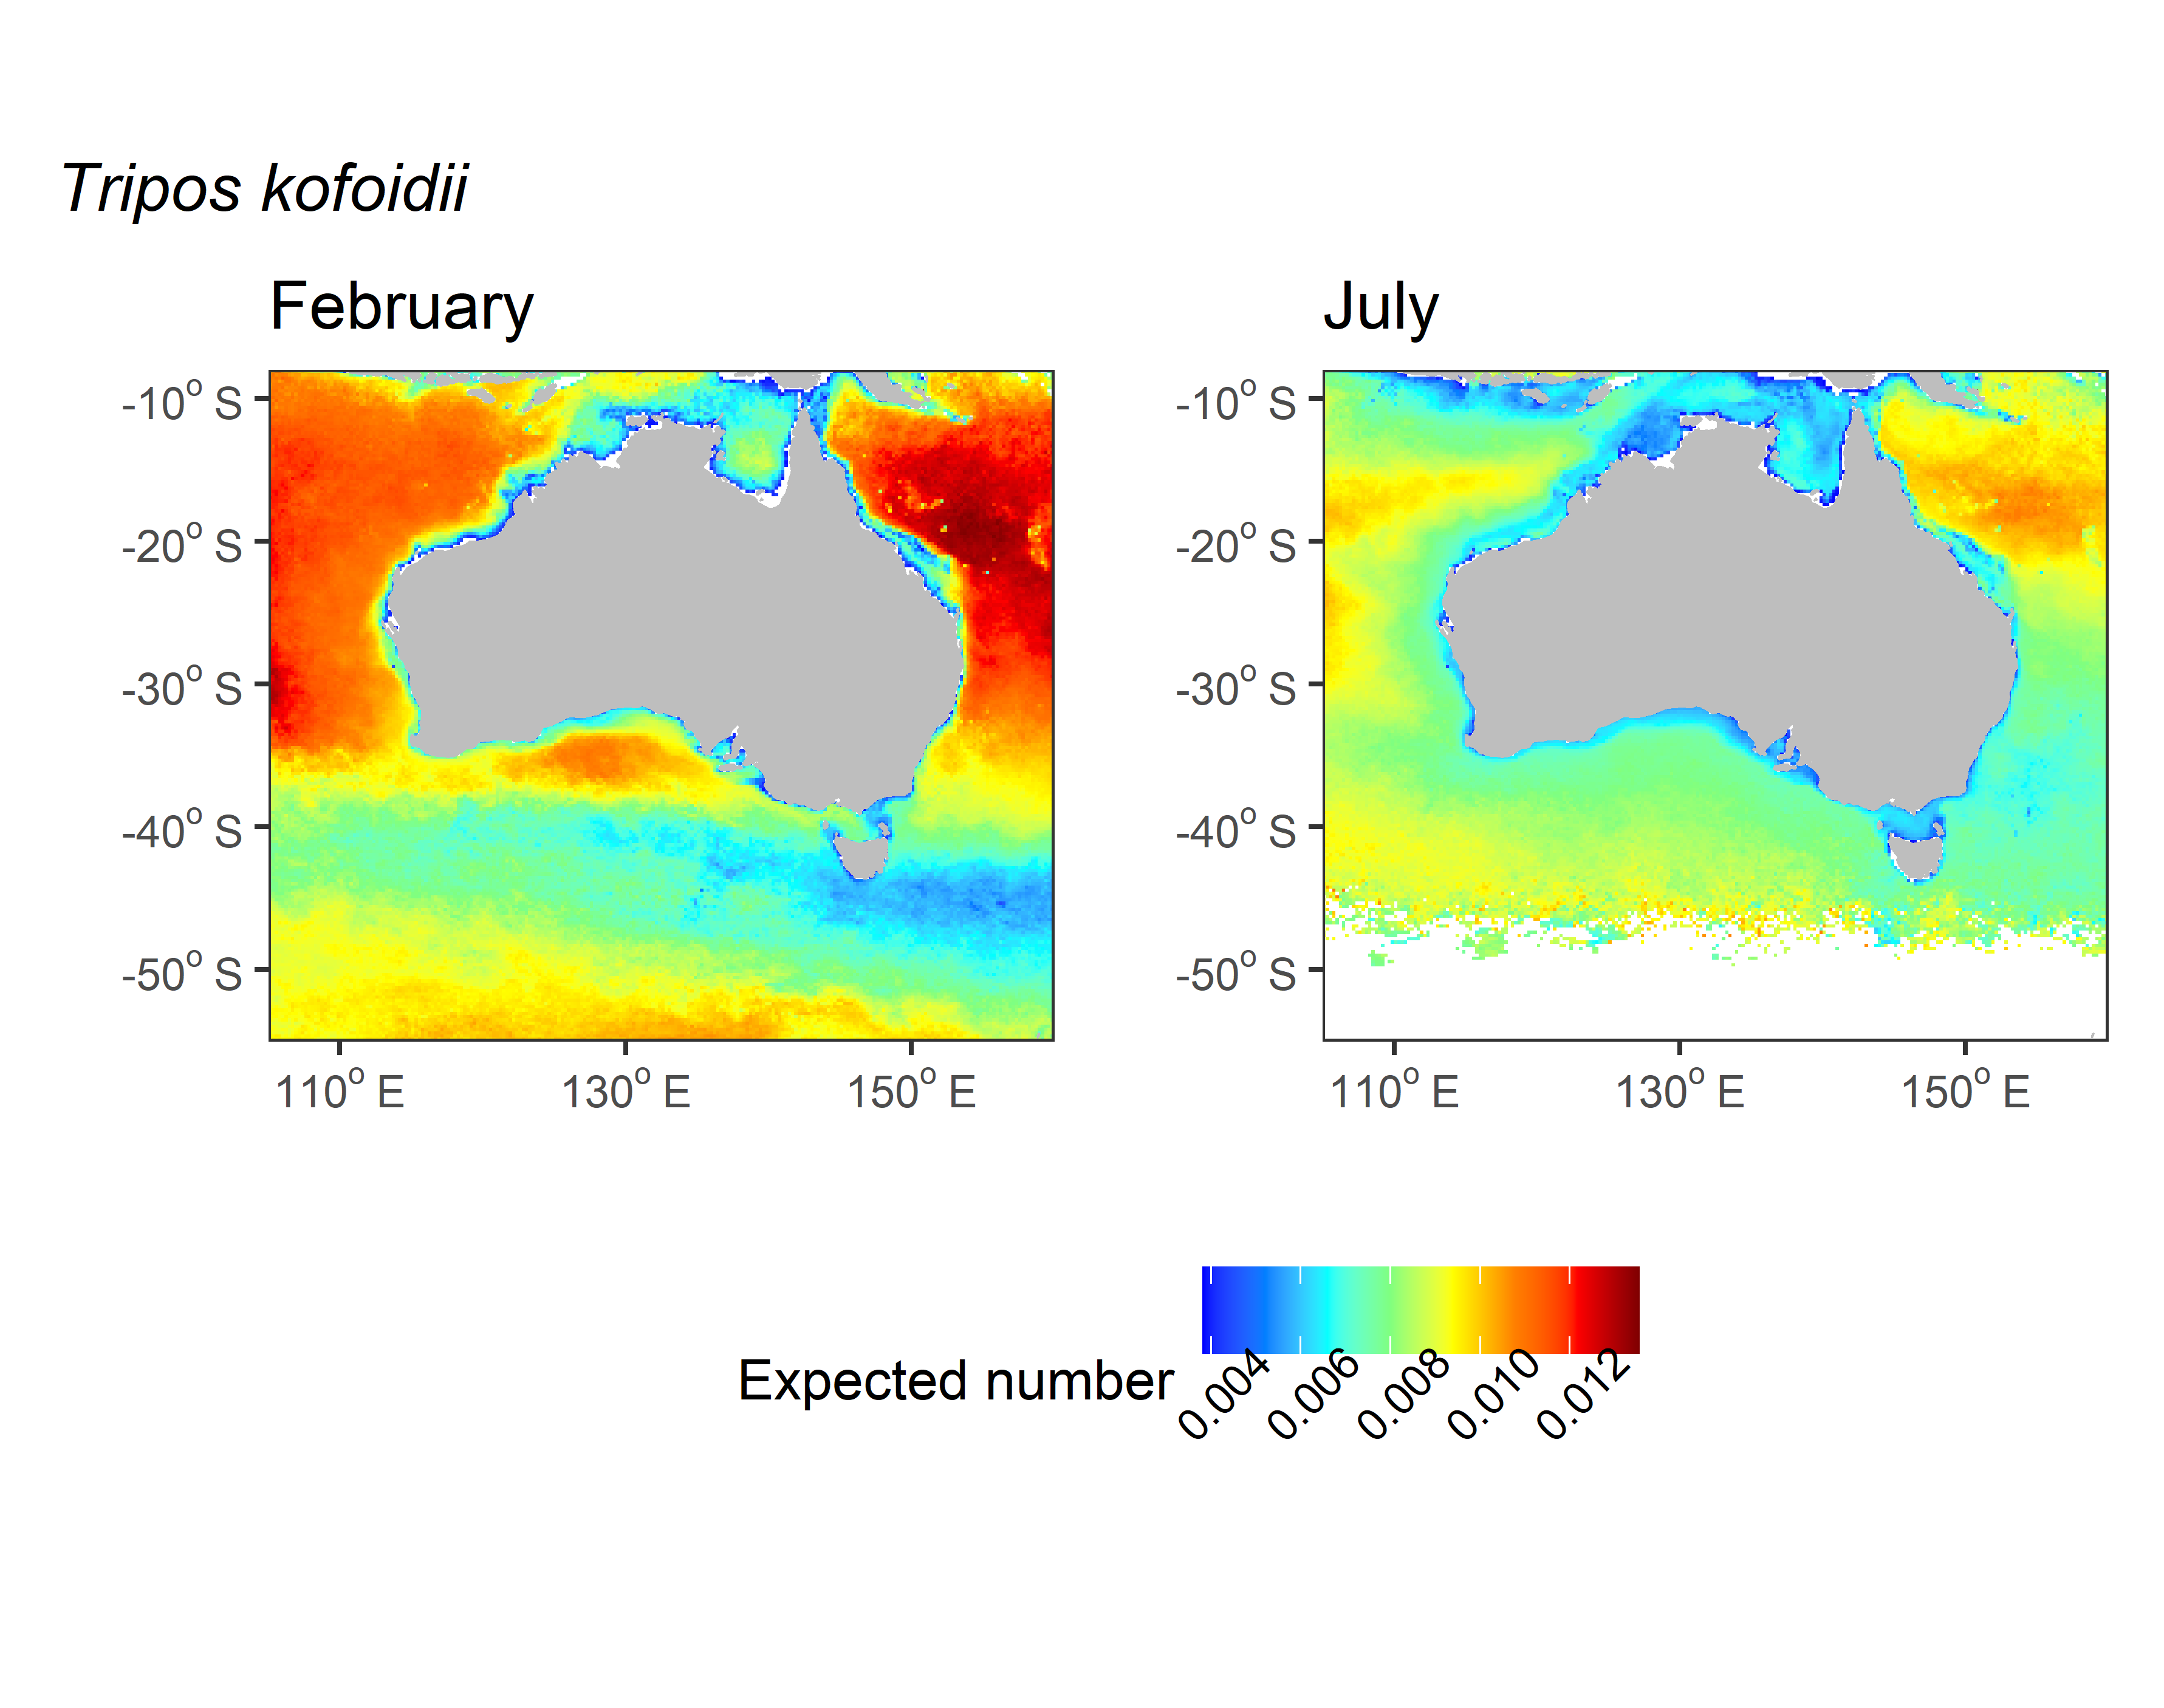 Tripos kofoidii
February
July
-10° S
-20° S
-30° S
-40° S
-50° S
110° E 130° E 150° E
-10° S
-20° S
-30° S
-40° S
-50° S
110° E 130° E 150° E
Expected number
0.004 0.006 0.008 0.010 0.012